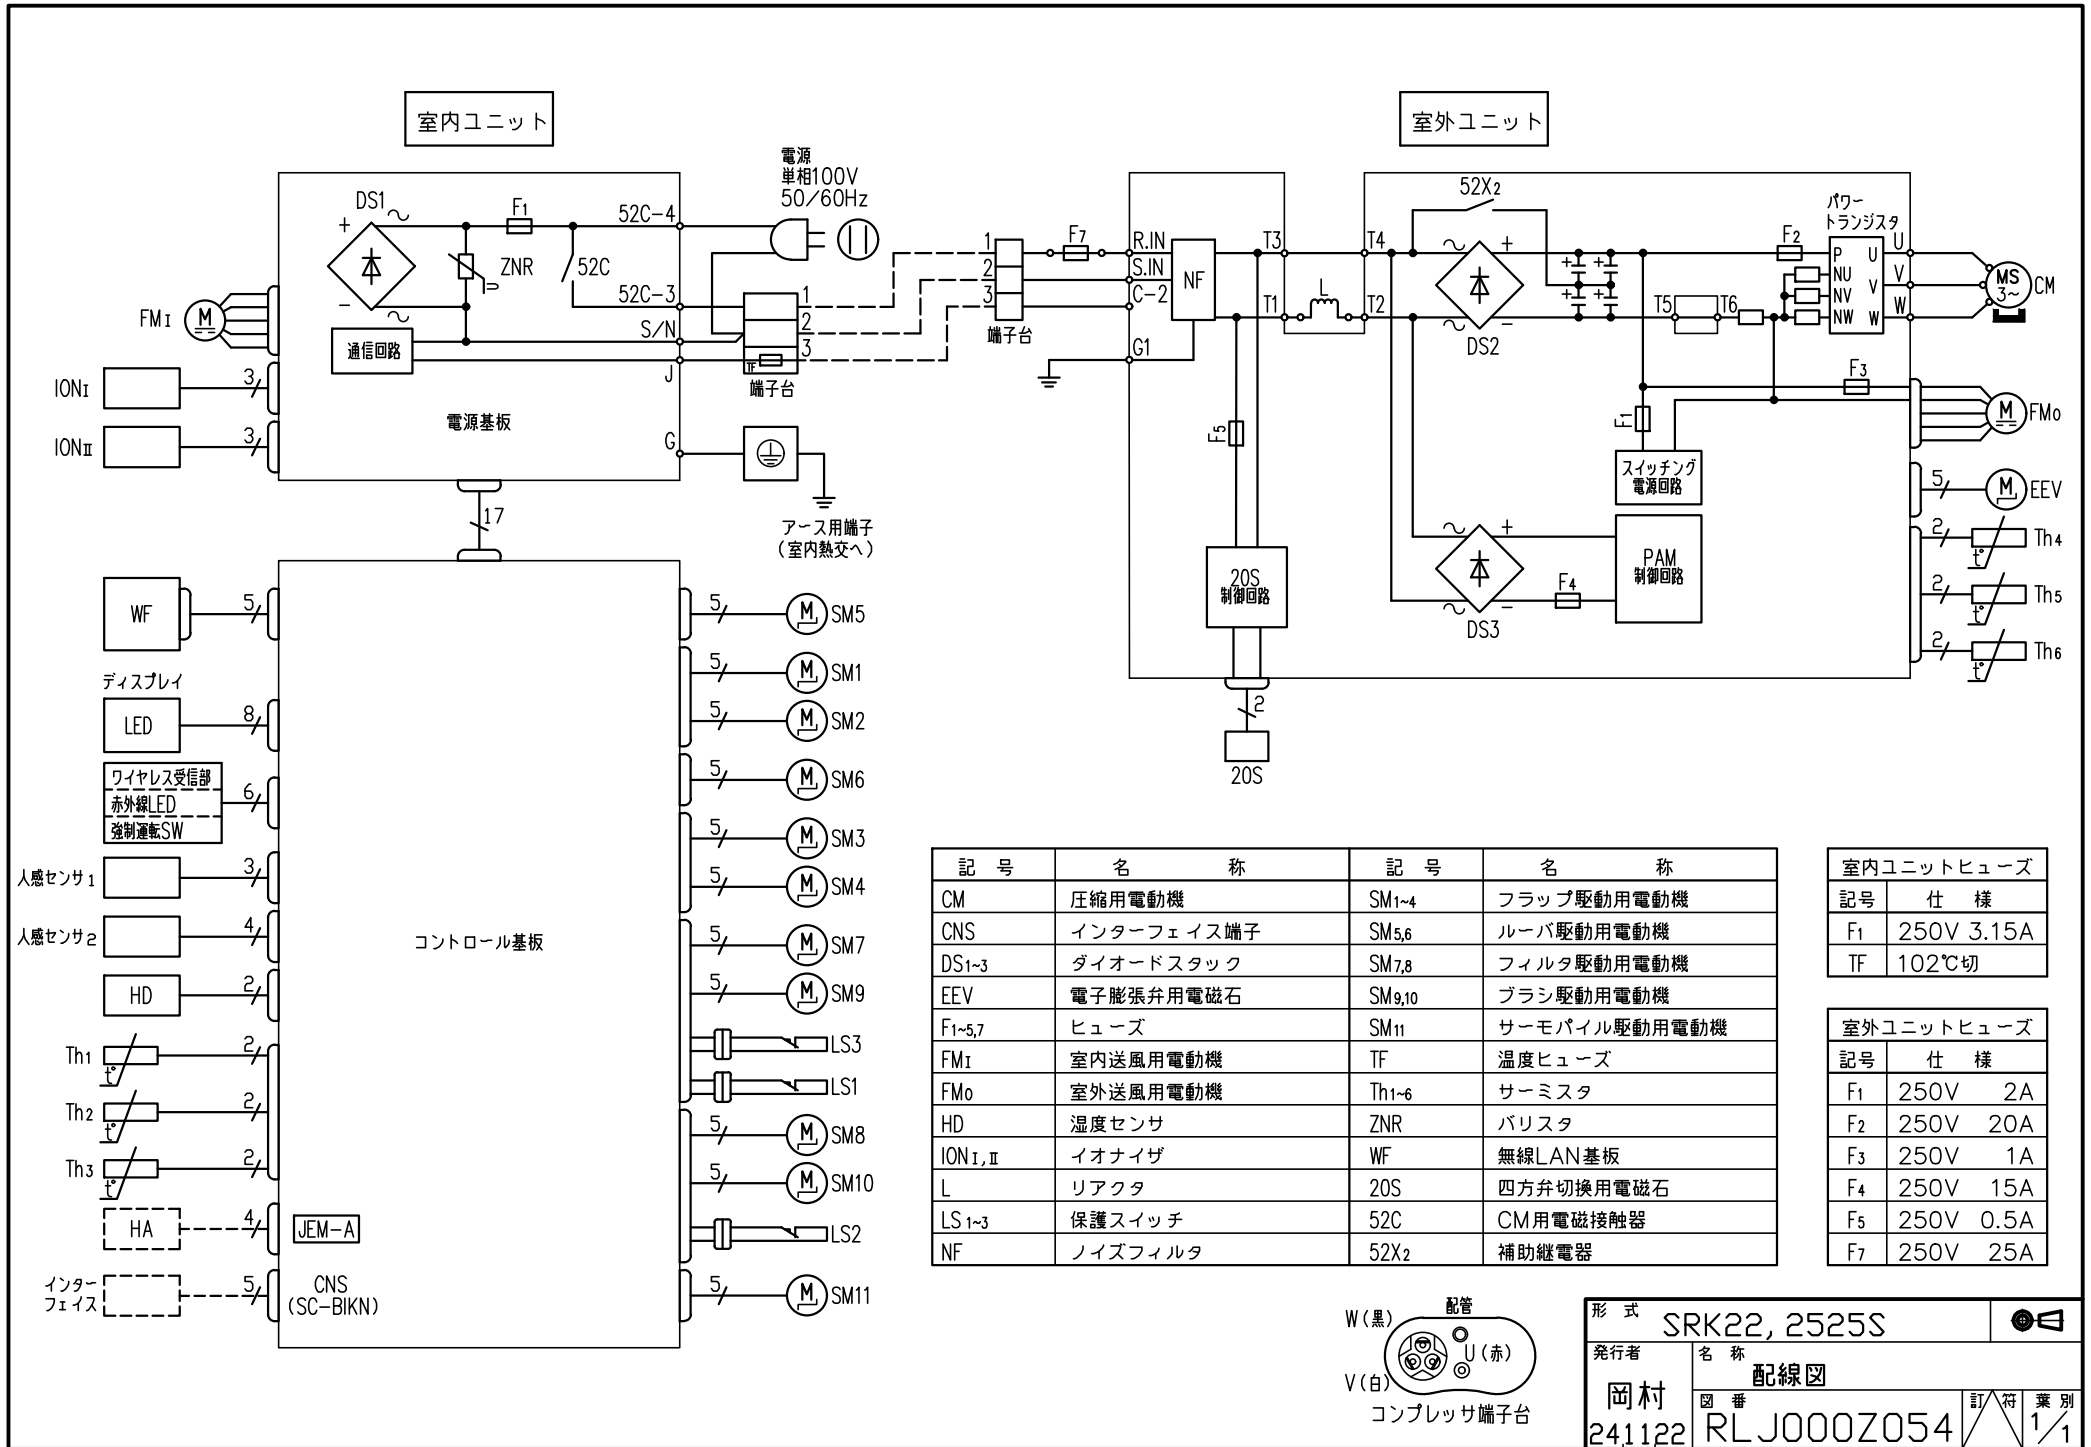 室内ユニット
室外ユニット
電源
単相100V
50/60Hz
DS1
+
−
F1
ZNR
U
52C
52C-4
52C-3
S/N
J
G
通信回路
電源基板
FMI
M
IONI
3
IONII
3
17
1
2
3
TF
端子台
アース用端子
(室内熱交へ)
1
2
3
端子台
F7
R.IN
S.IN
C-2
G1
NF
T3
T1
L
T4
T2
52X2
+
−
DS2
+
+
+
+
T5
T6
F2
パワー
トランジスタ
P
NU
NV
NW
U
V
W
U
V
W
MS
3~
CM
F3
M
FMo
F1
スイッチング
電源回路
F5
20S
制御回路
2
20S
+
−
DS3
F4
PAM
制御回路
5
M
EEV
2
t°
Th4
2
t°
Th5
2
t°
Th6
WF
5
ディスプレイ
LED
8
ワイヤレス受信部
赤外線LED
強制運転SW
6
人感センサ1
3
人感センサ2
4
HD
2
Th1
t°
2
Th2
t°
2
Th3
t°
2
HA
4
JEM-A
インター
フェイス
5
CNS
(SC-BIKN)
コントロール基板
5
M
SM5
5
M
SM1
5
M
SM2
5
M
SM6
5
M
SM3
5
M
SM4
5
M
SM7
5
M
SM9
LS3
LS1
5
M
SM8
5
M
SM10
LS2
5
M
SM11
記号 名称 記号 名称
CM 圧縮用電動機 SM1~4 フラップ駆動用電動機
CNS インターフェイス端子 SM5,6 ルーバ駆動用電動機
DS1~3 ダイオードスタック SM7,8 フィルタ駆動用電動機
EEV 電子膨張弁用電磁石 SM9,10 ブラシ駆動用電動機
F1~5,7 ヒューズ SM11 サーモパイル駆動用電動機
FMI 室内送風用電動機 TF 温度ヒューズ
FMo 室外送風用電動機 Th1~6 サーミスタ
HD 湿度センサ ZNR バリスタ
IONI,II イオナイザ WF 無線LAN基板
L リアクタ 20S 四方弁切換用電磁石
LS1~3 保護スイッチ 52C CM用電磁接触器
NF ノイズフィルタ 52X2 補助継電器
室内ユニットヒューズ
記号 仕様
F1 250V 3.15A
TF 102℃切
室外ユニットヒューズ
記号 仕様
F1 250V 2A
F2 250V 20A
F3 250V 1A
F4 250V 15A
F5 250V 0.5A
F7 250V 25A
配管
W(黒)
U(赤)
V(白)
コンプレッサ端子台
形式 SRK22, 2525S
発行者
岡村
24,11,22
名称
配線図
図番
RLJ000Z054
訂符
葉別
1/1